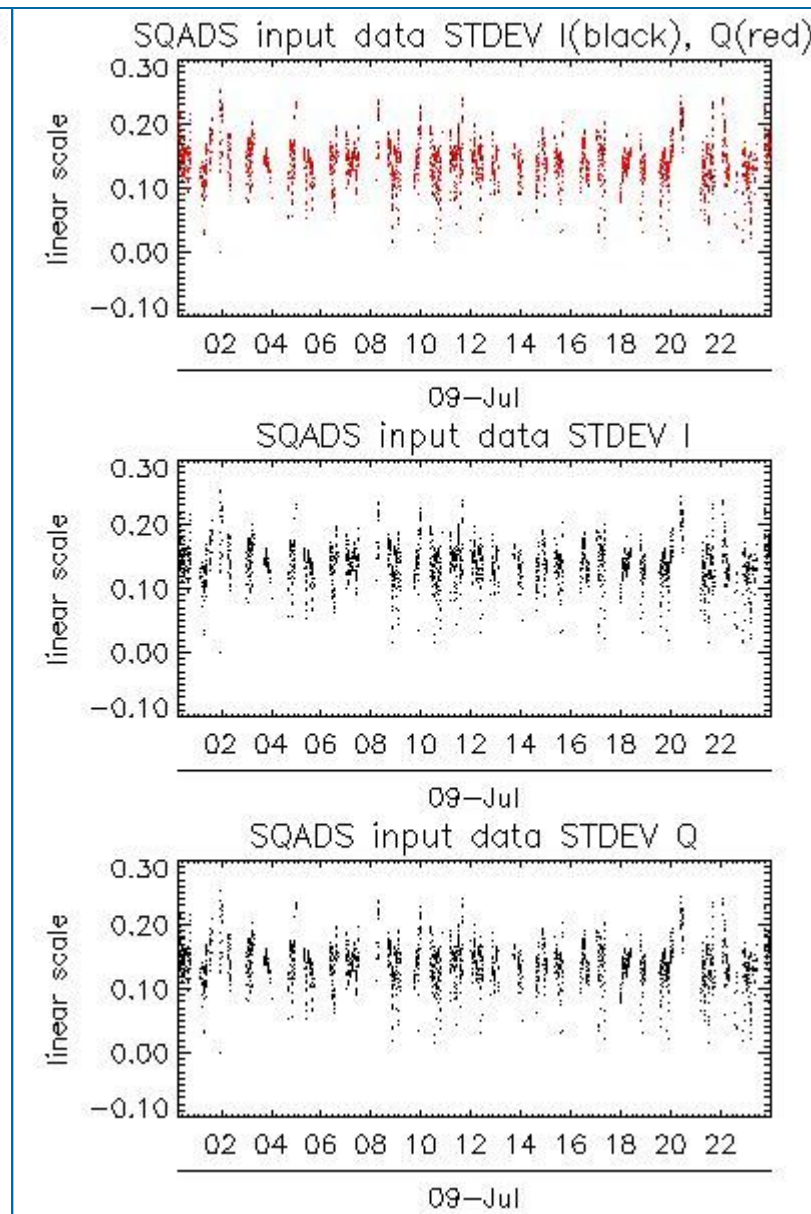 SQADS input data STDEV I(black), Q(red)
0.30
0.20
0.10
0.00
−0.10
linear scale
02 04 06 08 10 12 14 16 18 20 22
09−Jul
SQADS input data STDEV I
0.30
0.20
0.10
0.00
−0.10
linear scale
02 04 06 08 10 12 14 16 18 20 22
09−Jul
SQADS input data STDEV Q
0.30
0.20
0.10
0.00
−0.10
linear scale
02 04 06 08 10 12 14 16 18 20 22
09−Jul